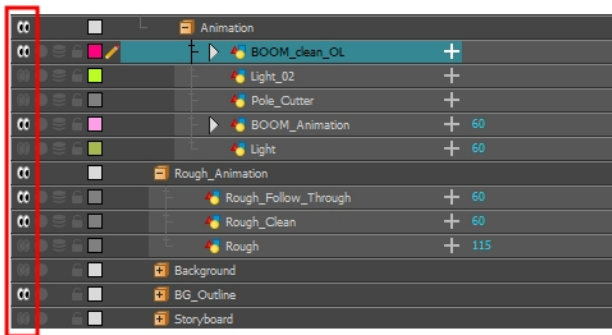 Animation
BOOM_clean_OL
Light_02
Pole_Cutter
BOOM_Animation 60
Light 60
Rough_Animation
Rough_Follow_Through 60
Rough_Clean 60
Rough 115
Background
BG_Outline
Storyboard